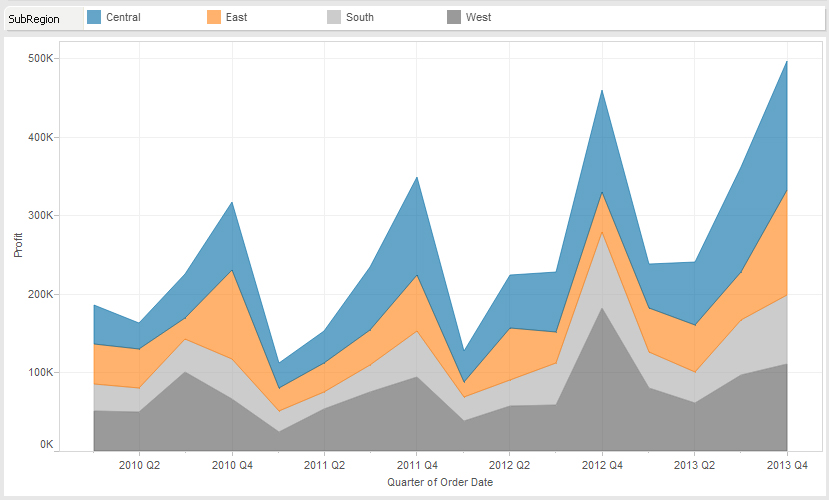 SubRegion Central East South West
500K
400K
300K
Profit
200K
100K
0K
2010 Q2 2010 Q4 2011 Q2 2011 Q4 2012 Q2 2012 Q4 2013 Q2 2013 Q4
Quarter of Order Date